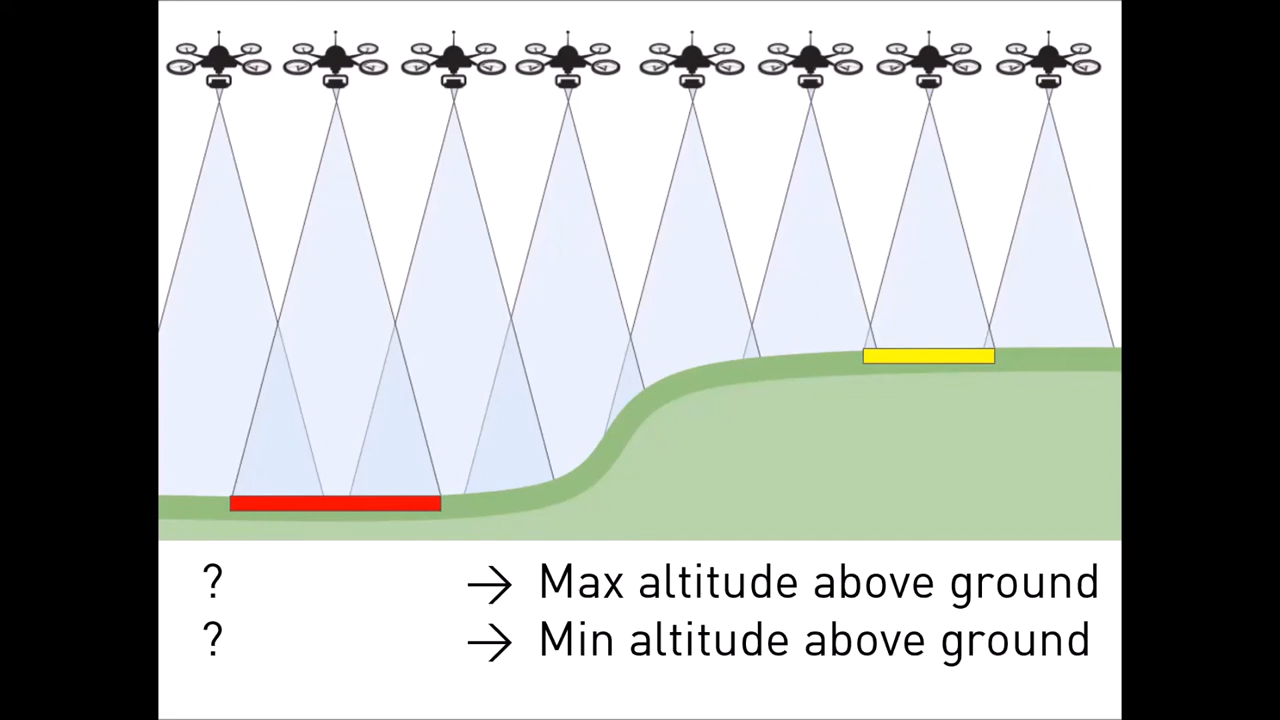 ? → Max altitude above ground
? → Min altitude above ground